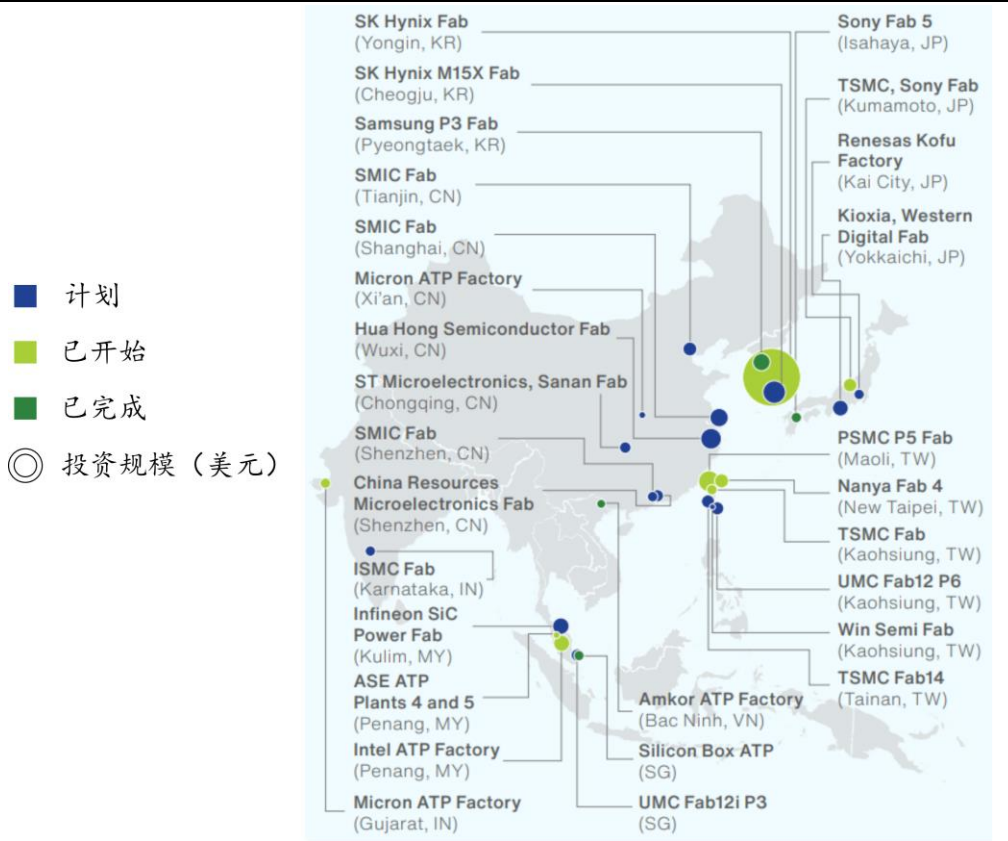 SK Hynix Fab
(Yongin, KR)
SK Hynix M15X Fab
(Cheogju, KR)
Samsung P3 Fab
(Pyeongtaek, KR)
SMIC Fab
(Tianjin, CN)
SMIC Fab
(Shanghai, CN)
Micron ATP Factory
(Xi'an, CN)
Hua Hong Semiconductor Fab
(Wuxi, CN)
ST Microelectronics, Sanan Fab
(Chongqing, CN)
SMIC Fab
(Shenzhen, CN)
China Resources
Microelectronics Fab
(Shenzhen, CN)
ISMC Fab
(Karnataka, IN)
Infineon SiC
Power Fab
(Kulim, MY)
ASE ATP
Plants 4 and 5
(Penang, MY)
Intel ATP Factory
(Penang, MY)
Micron ATP Factory
(Gujarat, IN)
Sony Fab 5
(Isahaya, JP)
TSMC, Sony Fab
(Kumamoto, JP)
Renesas Kofu
Factory
(Kai City, JP)
Kioxia, Western
Digital Fab
(Yokkaichi, JP)
PSMC P5 Fab
(Maoli, TW)
Nanya Fab 4
(New Taipei, TW)
TSMC Fab
(Kaohsiung, TW)
UMC Fab12 P6
(Kaohsiung, TW)
Win Semi Fab
(Kaohsiung, TW)
TSMC Fab14
(Tainan, TW)
Amkor ATP Factory
(Bac Ninh, VN)
Silicon Box ATP
(SG)
UMC Fab12i P3
(SG)
计划
已开始
已完成
投资规模（美元）